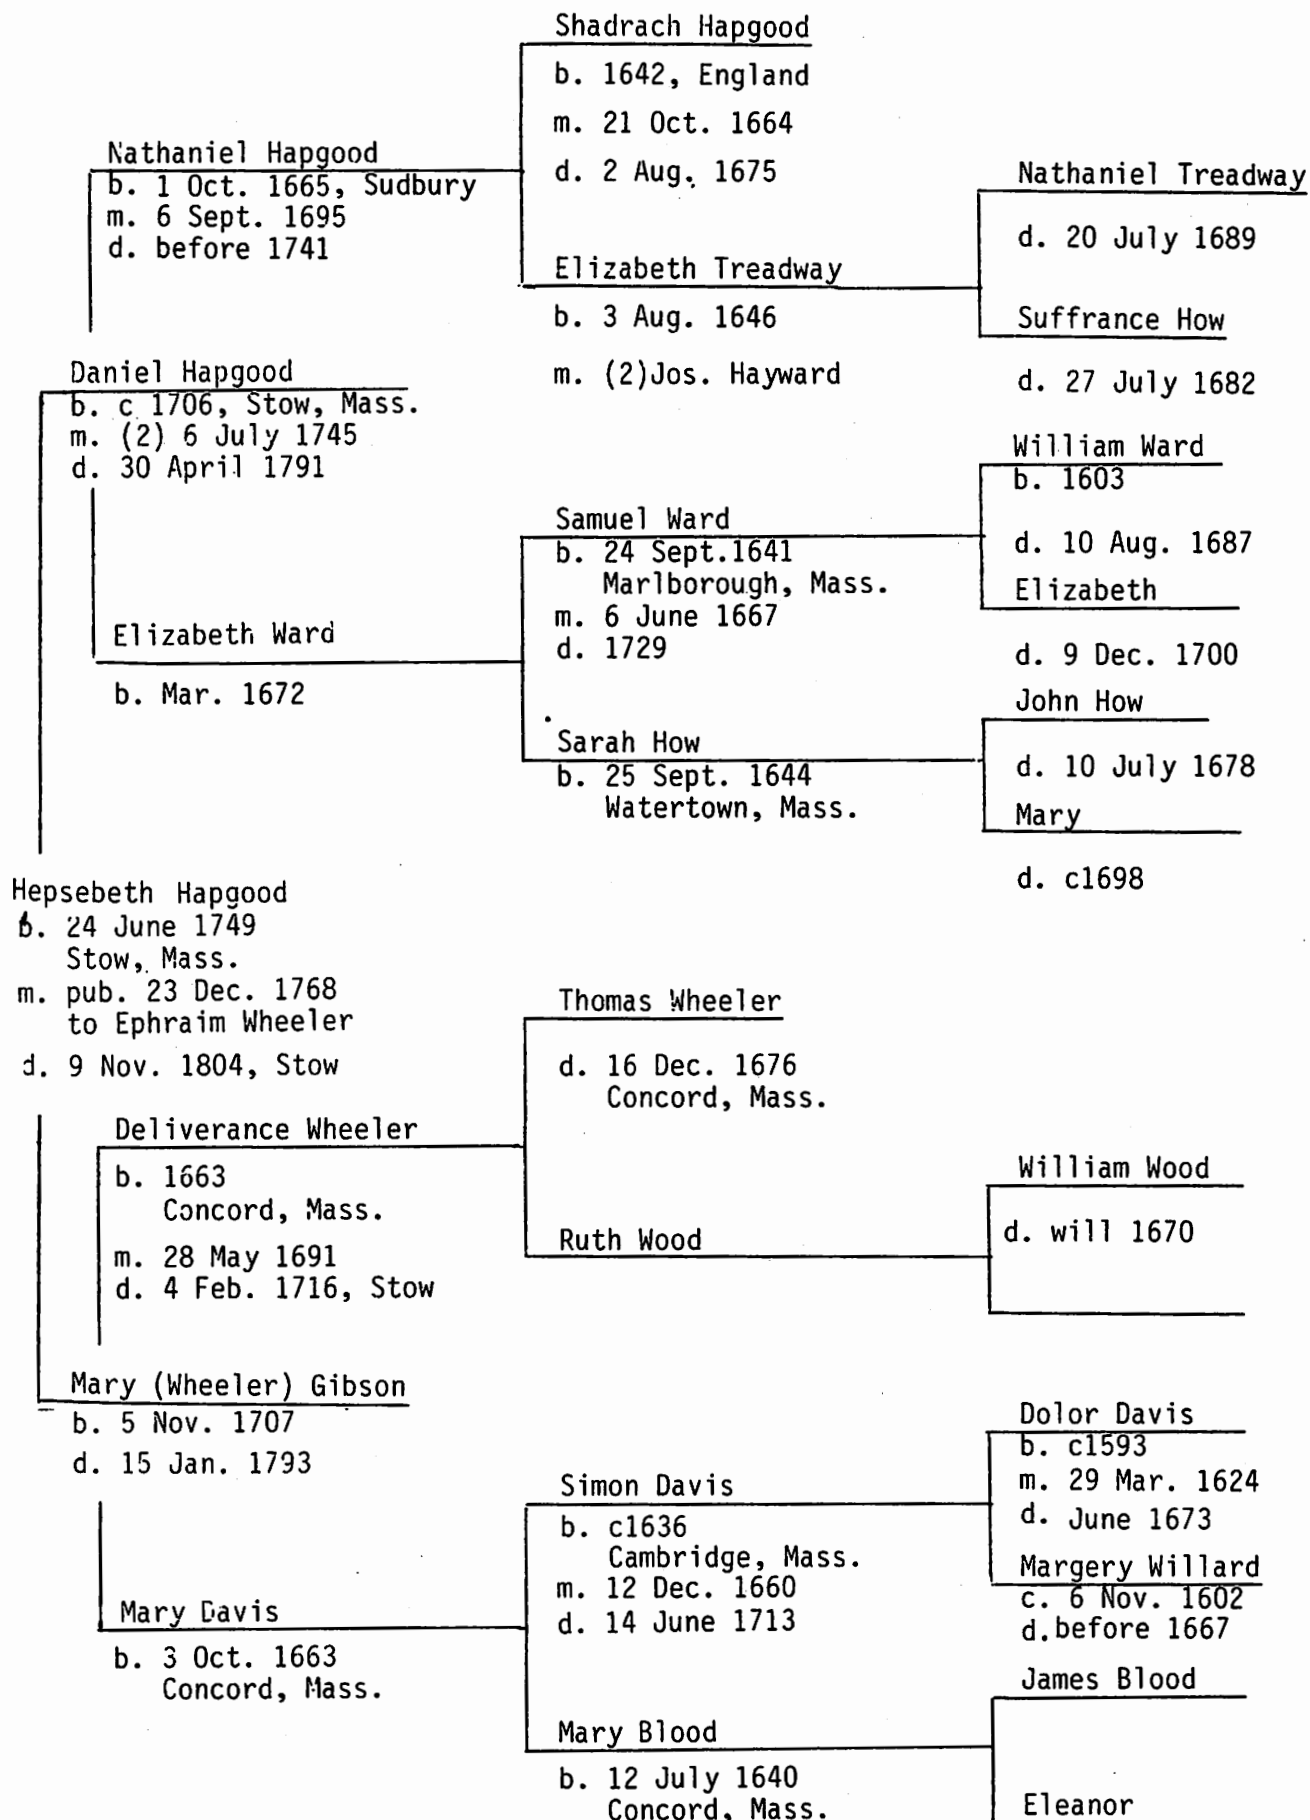 Shadrach Hapgood
b. 1642, England
m. 21 Oct. 1664
d. 2 Aug. 1675
Nathaniel Hapgood
b. 1 Oct. 1665, Sudbury
m. 6 Sept. 1695
d. before 1741
Nathaniel Treadway
d. 20 July 1689
Elizabeth Treadway
b. 3 Aug. 1646
m. (2)Jos. Hayward
Suffrance How
d. 27 July 1682
Daniel Hapgood
b. c 1706, Stow, Mass.
m. (2) 6 July 1745
d. 30 April 1791
William Ward
b. 1603
d. 10 Aug. 1687
Samuel Ward
b. 24 Sept.1641
Marlborough, Mass.
m. 6 June 1667
d. 1729
Elizabeth
d. 9 Dec. 1700
Elizabeth Ward
b. Mar. 1672
John How
d. 10 July 1678
Sarah How
b. 25 Sept. 1644
Watertown, Mass.
Mary
d. c1698
Hepsebeth Hapgood
b. 24 June 1749
Stow, Mass.
m. pub. 23 Dec. 1768
to Ephraim Wheeler
d. 9 Nov. 1804, Stow
Thomas Wheeler
d. 16 Dec. 1676
Concord, Mass.
Deliverance Wheeler
b. 1663
Concord, Mass.
m. 28 May 1691
d. 4 Feb. 1716, Stow
William Wood
d. will 1670
Ruth Wood
Mary (Wheeler) Gibson
b. 5 Nov. 1707
d. 15 Jan. 1793
Dolor Davis
b. c1593
m. 29 Mar. 1624
d. June 1673
Simon Davis
b. c1636
Cambridge, Mass.
m. 12 Dec. 1660
d. 14 June 1713
Margery Willard
c. 6 Nov. 1602
d.before 1667
Mary Davis
b. 3 Oct. 1663
Concord, Mass.
James Blood
Mary Blood
b. 12 July 1640
Concord, Mass.
Eleanor